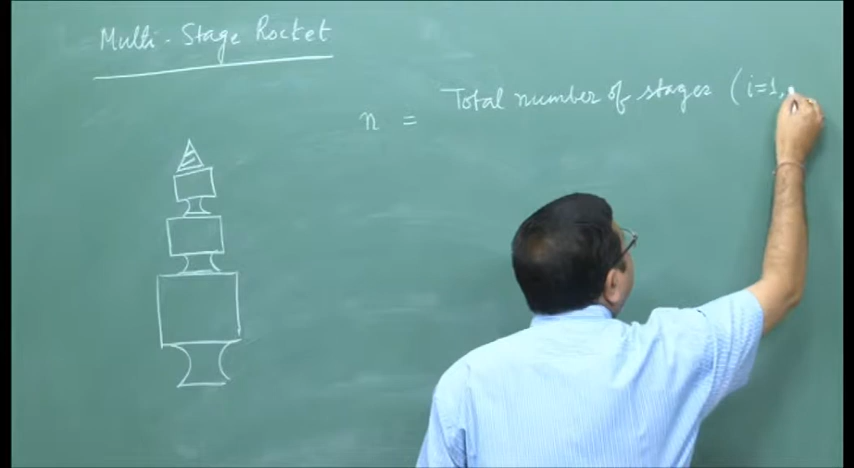 Multi-Stage Rocket
n = Total number of stages (i=1,